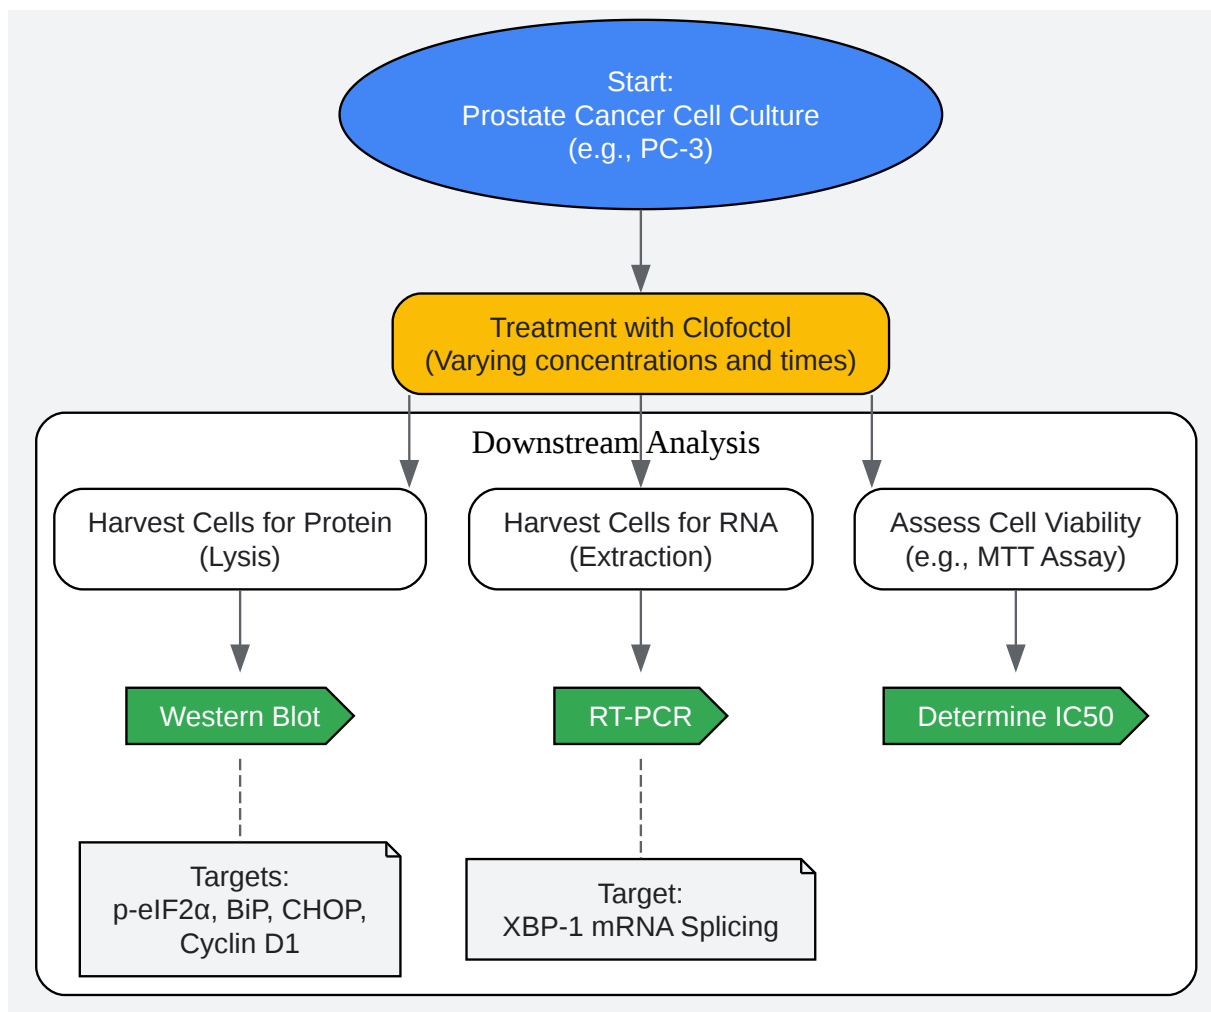 Start:
Prostate Cancer Cell Culture
(e.g., PC-3)
Treatment with Clofoctol
(Varying concentrations and times)
Downstream Analysis
Harvest Cells for Protein
(Lysis)
Harvest Cells for RNA
(Extraction)
Assess Cell Viability
(e.g., MTT Assay)
Western Blot
RT-PCR
Determine IC50
Targets:
p-eIF2α, BiP, CHOP,
Cyclin D1
Target:
XBP-1 mRNA Splicing